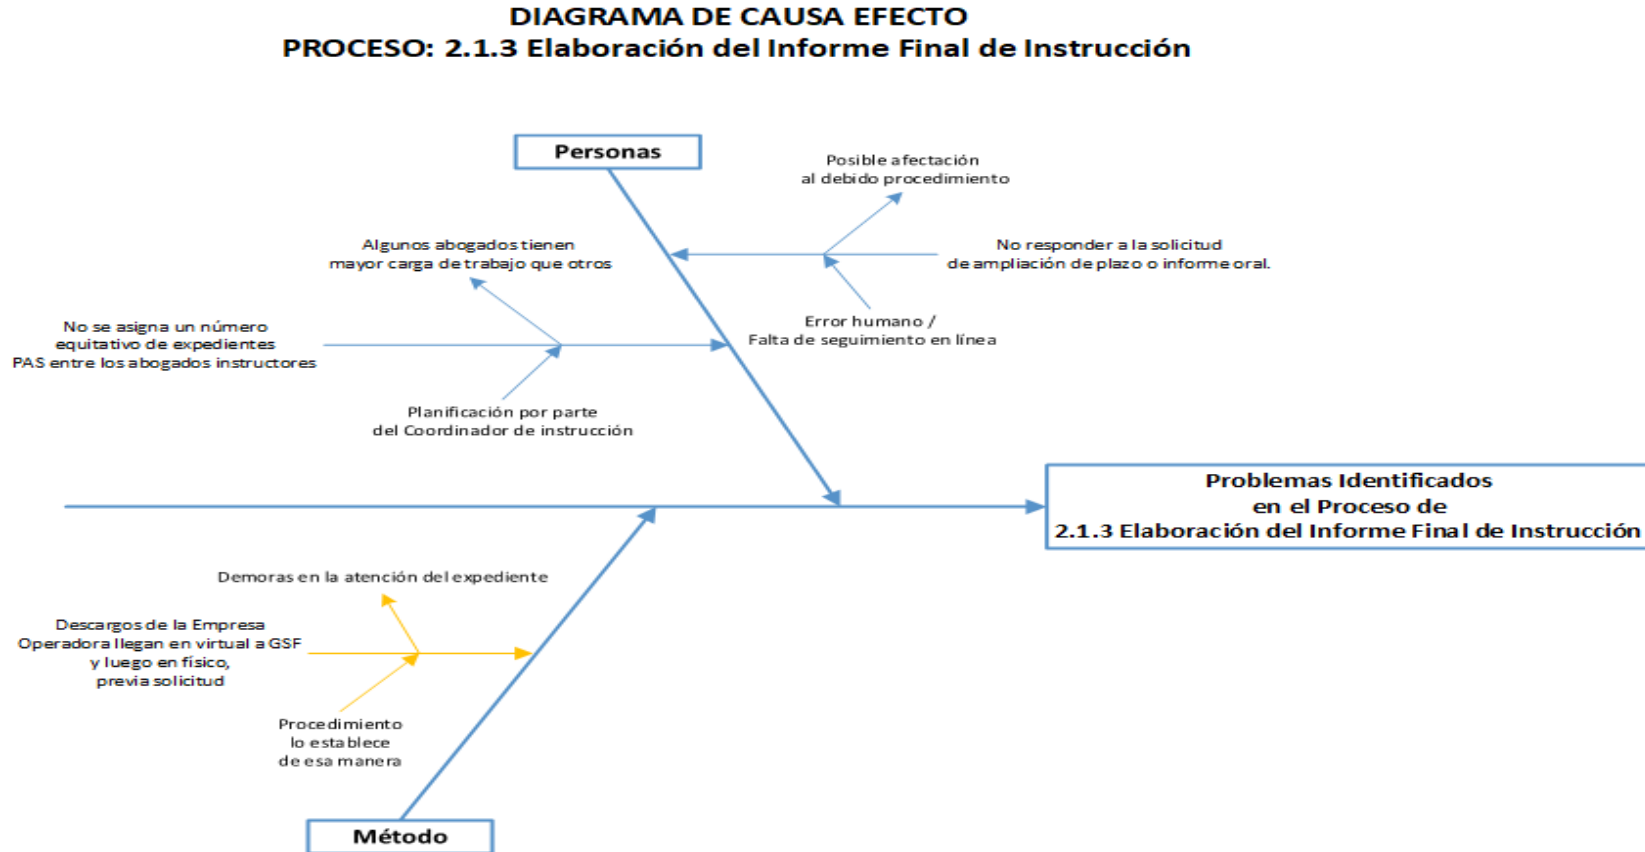 DIAGRAMA DE CAUSA EFECTO
PROCESO: 2.1.3 Elaboración del Informe Final de Instrucción
Personas
Posible afectación
al debido procedimiento
Algunos abogados tienen
mayor carga de trabajo que otros
No responder a la solicitud
de ampliación de plazo o informe oral.
No se asigna un número
equitativo de expedientes
PAS entre los abogados instructores
Error humano /
Falta de seguimiento en línea
Planificación por parte
del Coordinador de instrucción
Problemas Identificados
en el Proceso de
2.1.3 Elaboración del Informe Final de Instrucción
Demoras en la atención del expediente
Descargos de la Empresa
Operadora llegan en virtual a GSF
y luego en físico,
previa solicitud
Procedimiento
lo establece
de esa manera
Método